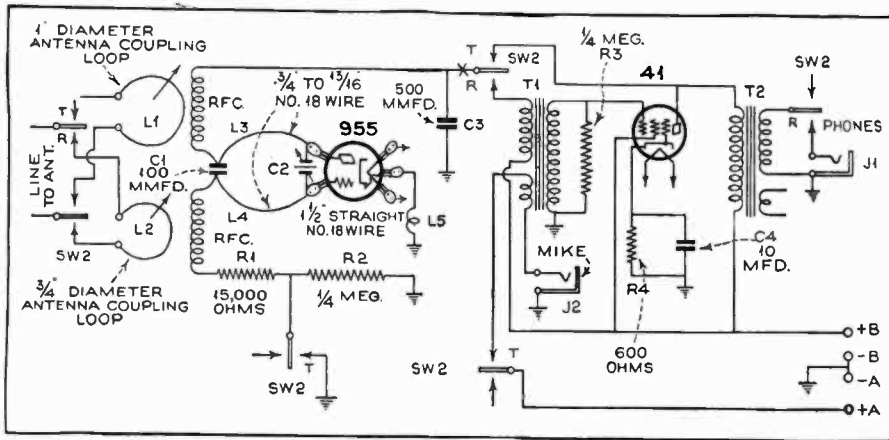 1" DIAMETER
ANTENNA COUPLING
LOOP
T
R
L1
LINE
TO ANT.
SW2
L2
3/4" DIAMETER
ANTENNA COUPLING
LOOP
RFC.
C1
100
MMFD.
RFC.
L3
L4
3/4" TO 13/16"
NO. 18 WIRE
C2
955
1 1/2" STRAIGHT
NO. 18 WIRE
L5
R1
15,000
OHMS
R2
1/4 MEG.
SW2
T
500
MMFD.
C3
X
T
R
SW2
T1
1/4 MEG.
R3
41
T2
SW2
R
PHONES
J1
MIKE
J2
R4
600
OHMS
C4
10
MFD.
SW2
T
+B
-B
-A
+A